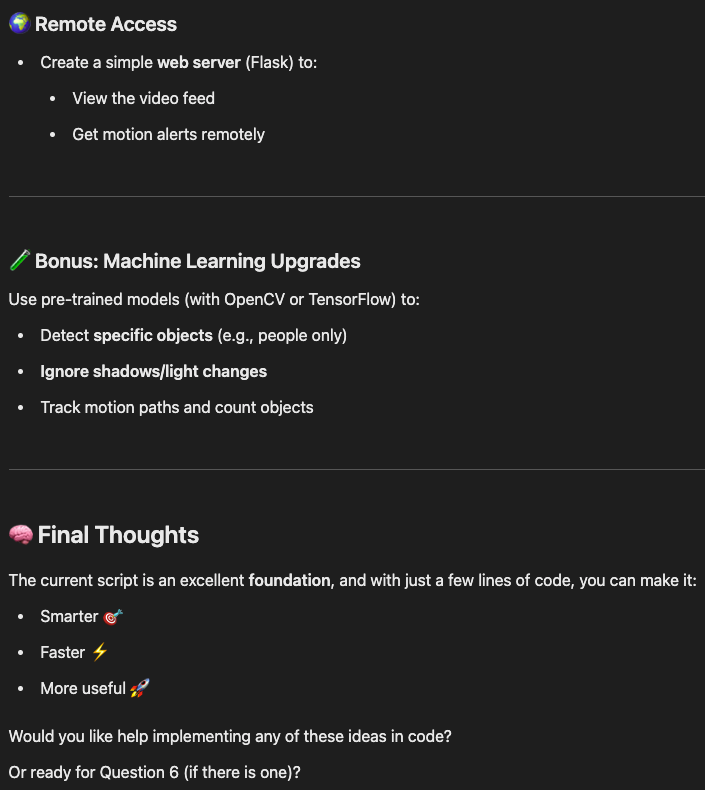 🌍 Remote Access
• Create a simple web server (Flask) to:
• View the video feed
• Get motion alerts remotely
🧪 Bonus: Machine Learning Upgrades
Use pre-trained models (with OpenCV or TensorFlow) to:
• Detect specific objects (e.g., people only)
• Ignore shadows/light changes
• Track motion paths and count objects
🧠 Final Thoughts
The current script is an excellent foundation, and with just a few lines of code, you can make it:
• Smarter 🎯
• Faster ⚡
• More useful 🚀
Would you like help implementing any of these ideas in code?
Or ready for Question 6 (if there is one)?